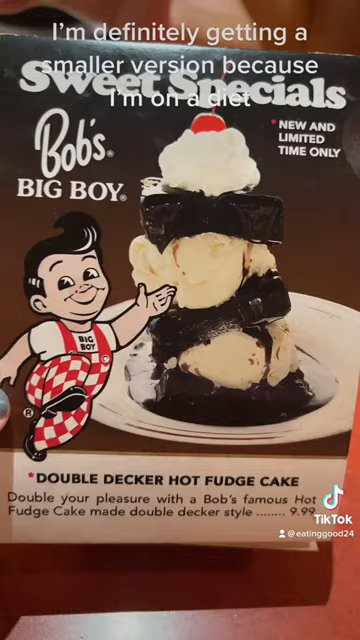 I'm definitely getting a
smaller version because
I'm on a diet
Sweet Specials
Bob's®
BIG BOY®
*NEW AND
LIMITED
TIME ONLY
BIG
BOY
®
*DOUBLE DECKER HOT FUDGE CAKE
Double your pleasure with a Bob's famous Hot
Fudge Cake made double decker style ........ 9.99
TikTok
@eatinggood24